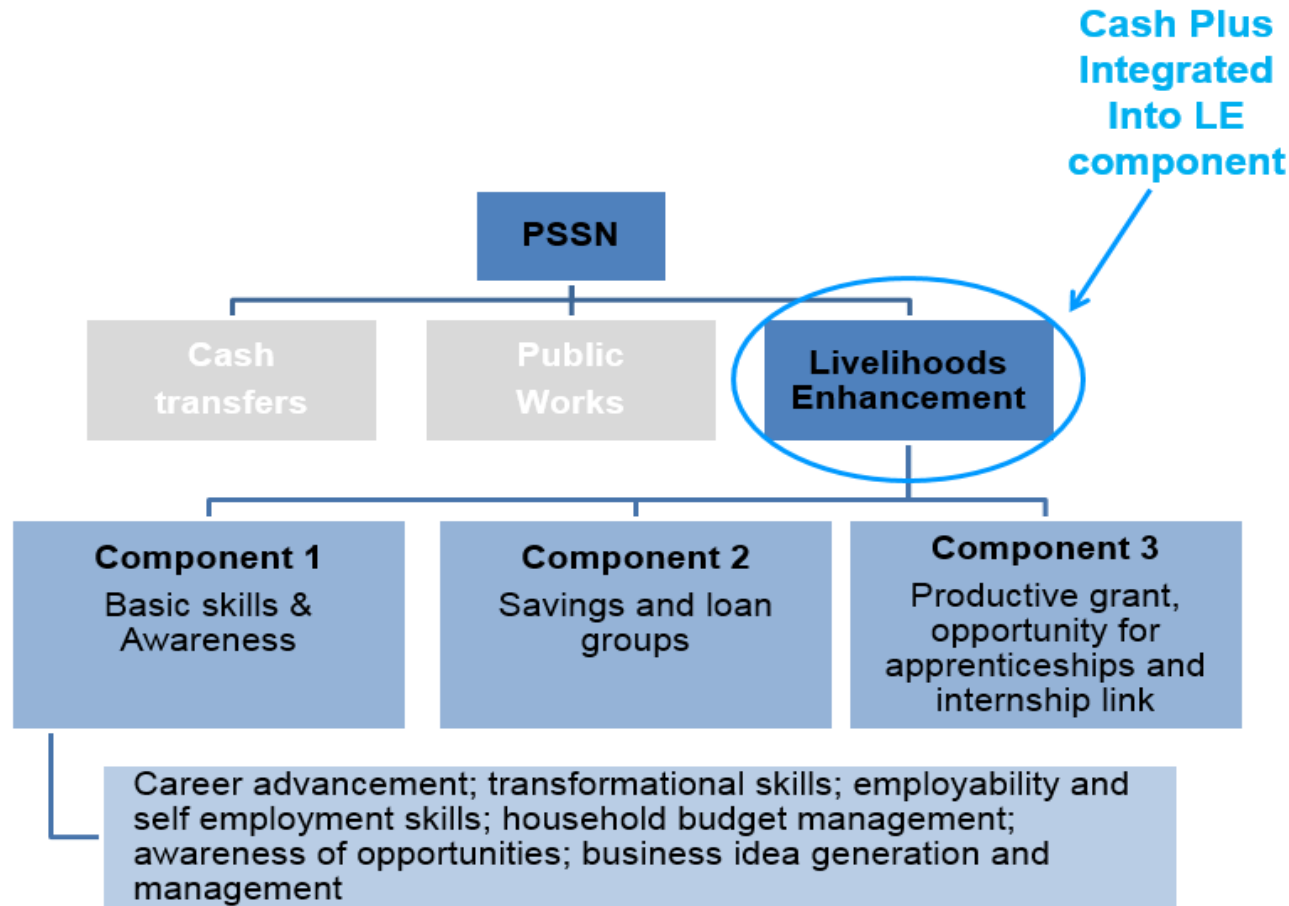 Cash Plus
Integrated
Into LE
component
PSSN
Cash
transfers
Public
Works
Livelihoods
Enhancement
Component 1
Basic skills &
Awareness
Component 2
Savings and loan
groups
Component 3
Productive grant,
opportunity for
apprenticeships and
internship link
Career advancement; transformational skills; employability and
self employment skills; household budget management;
awareness of opportunities; business idea generation and
management